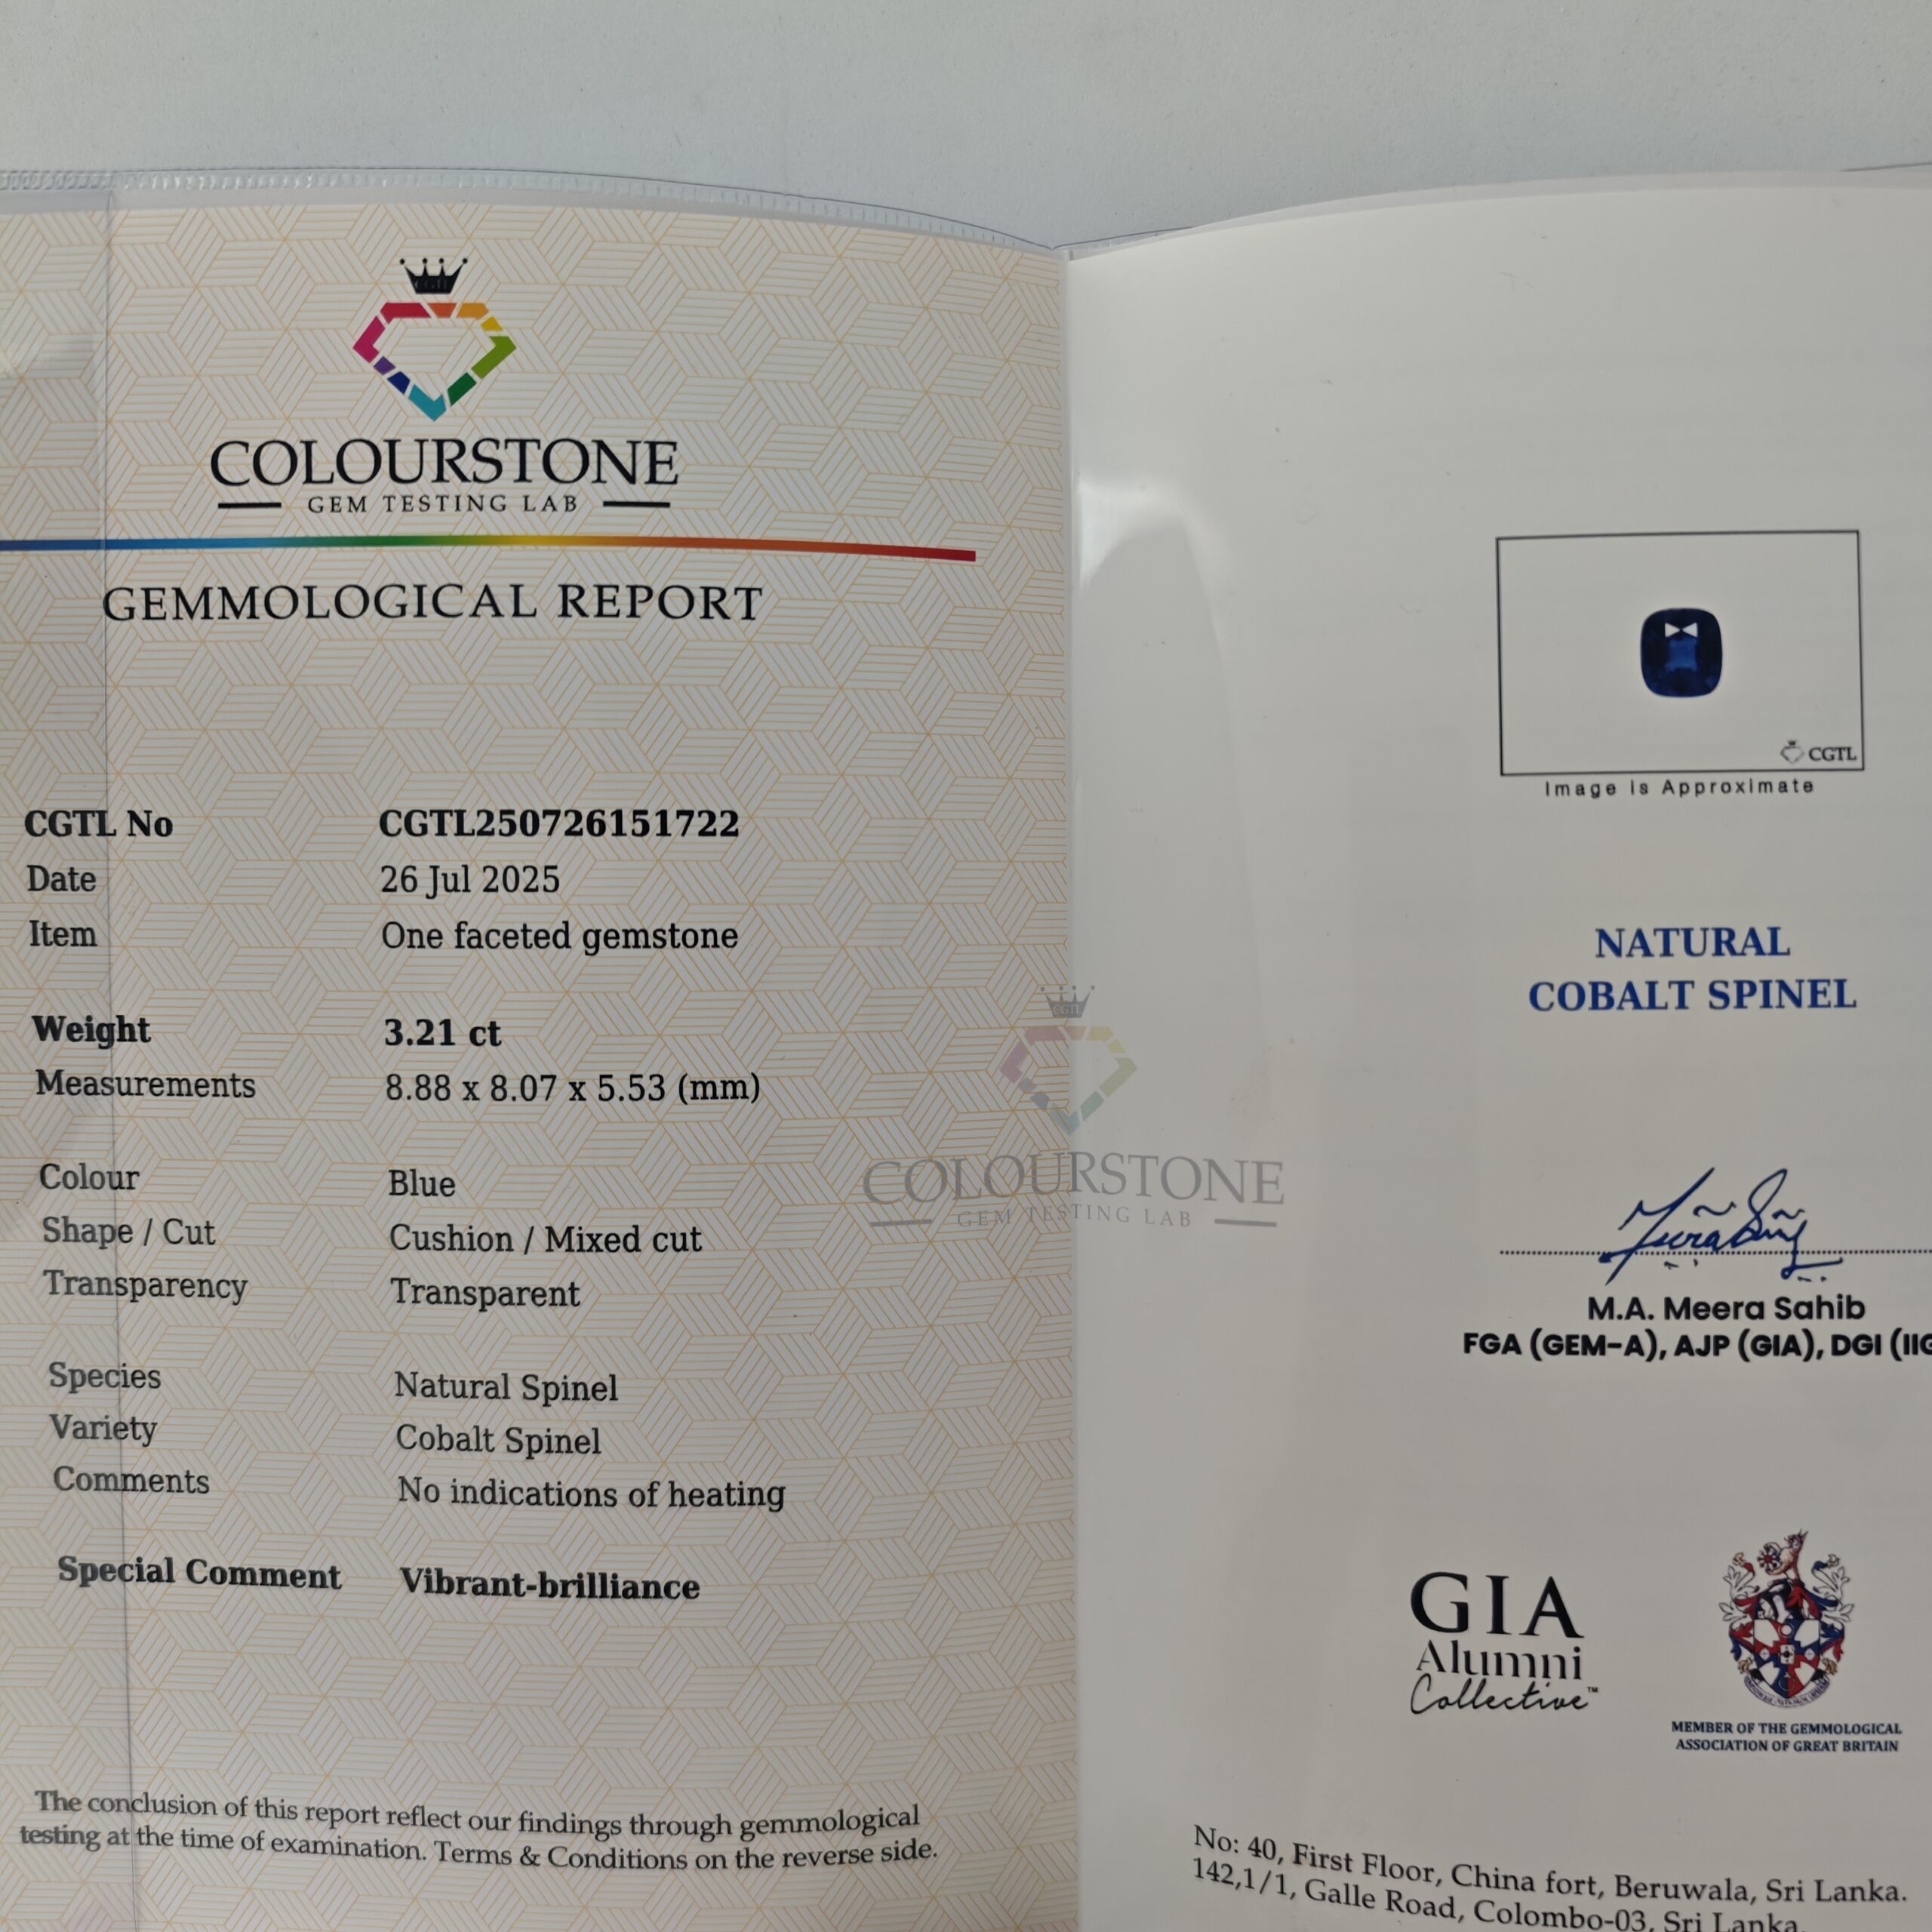 CGTL
COLOURSTONE
GEM TESTING LAB
GEMMOLOGICAL REPORT
CGTL No CGTL250726151722
Date 26 Jul 2025
Item One faceted gemstone
Weight 3.21 ct
Measurements 8.88 x 8.07 x 5.53 (mm)
Colour Blue
Shape / Cut Cushion / Mixed cut
Transparency Transparent
Species Natural Spinel
Variety Cobalt Spinel
Comments No indications of heating
Special Comment Vibrant-brilliance
The conclusion of this report reflect our findings through gemmological
testing at the time of examination. Terms & Conditions on the reverse side.
CGTL
COLOURSTONE
GEM TESTING LAB
CGTL
Image is Approximate
NATURAL
COBALT SPINEL
M.A. Meera Sahib
FGA (GEM-A), AJP (GIA), DGI (IIG
GIA
Alumni
Collective™
MEMBER OF THE GEMMOLOGICAL
ASSOCIATION OF GREAT BRITAIN
No: 40, First Floor, China fort, Beruwala, Sri Lanka.
142,1/1, Galle Road, Colombo-03, Sri Lanka.